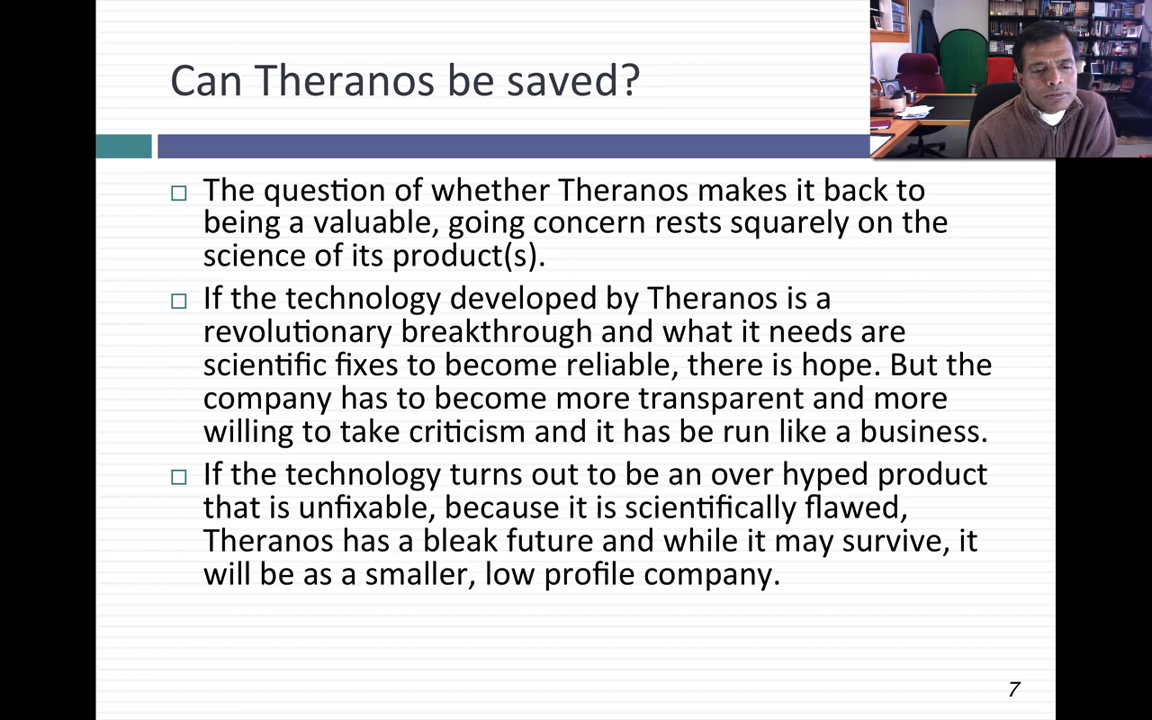 Can Theranos be saved?
The question of whether Theranos makes it back to
being a valuable, going concern rests squarely on the
science of its product(s).
If the technology developed by Theranos is a
revolutionary breakthrough and what it needs are
scientific fixes to become reliable, there is hope. But the
company has to become more transparent and more
willing to take criticism and it has be run like a business.
If the technology turns out to be an over hyped product
that is unfixable, because it is scientifically flawed,
Theranos has a bleak future and while it may survive, it
will be as a smaller, low profile company.
7